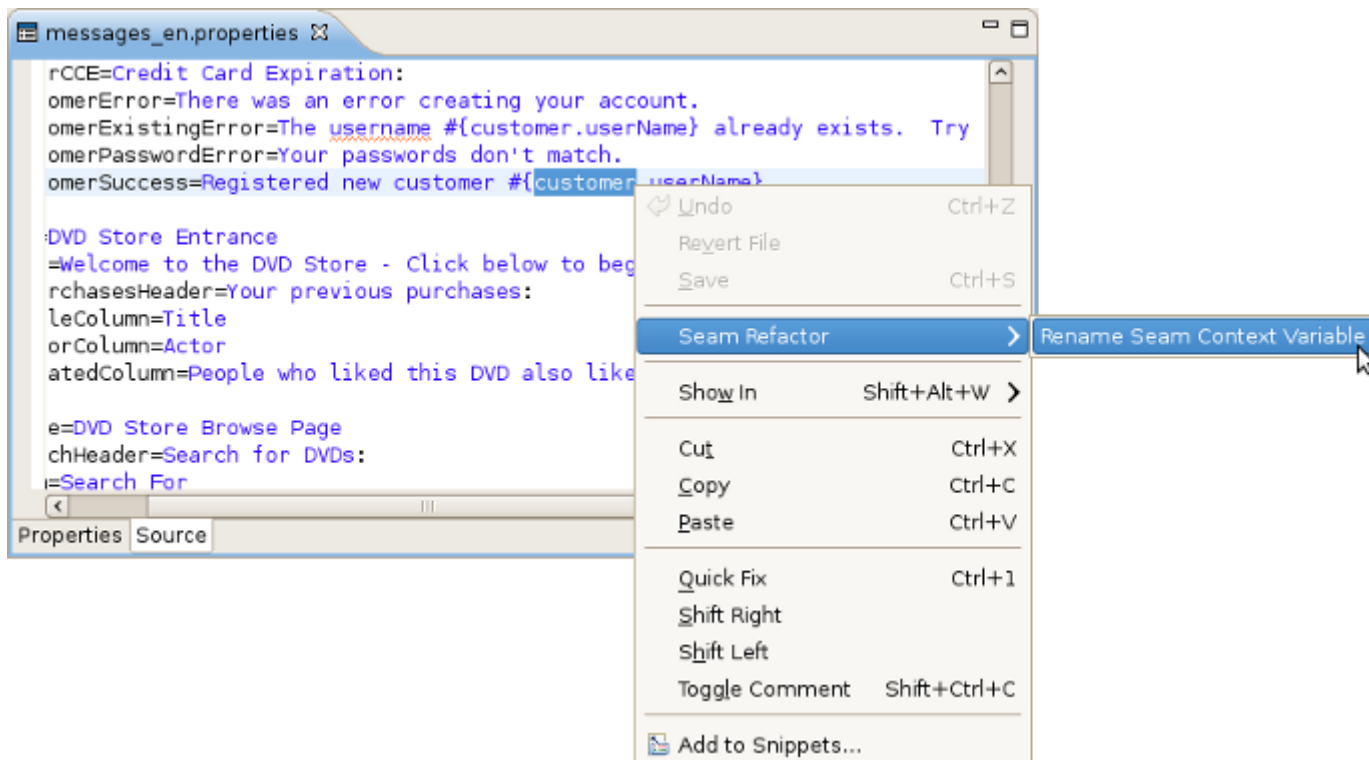 messages_en.properties
rCCE=Credit Card Expiration:
omerError=There was an error creating your account.
omerExistingError=The username #{customer.userName} already exists.  Try
omerPasswordError=Your passwords don't match.
omerSuccess=Registered new customer #{customer.userName}
DVD Store Entrance
=Welcome to the DVD Store - Click below to beg
rchasesHeader=Your previous purchases:
leColumn=Title
orColumn=Actor
atedColumn=People who liked this DVD also like
e=DVD Store Browse Page
chHeader=Search for DVDs:
=Search For
Properties Source
Undo Ctrl+Z
Revert File
Save Ctrl+S
Seam Refactor
Rename Seam Context Variable
Show In Shift+Alt+W
Cut Ctrl+X
Copy Ctrl+C
Paste Ctrl+V
Quick Fix Ctrl+1
Shift Right
Shift Left
Toggle Comment Shift+Ctrl+C
Add to Snippets...